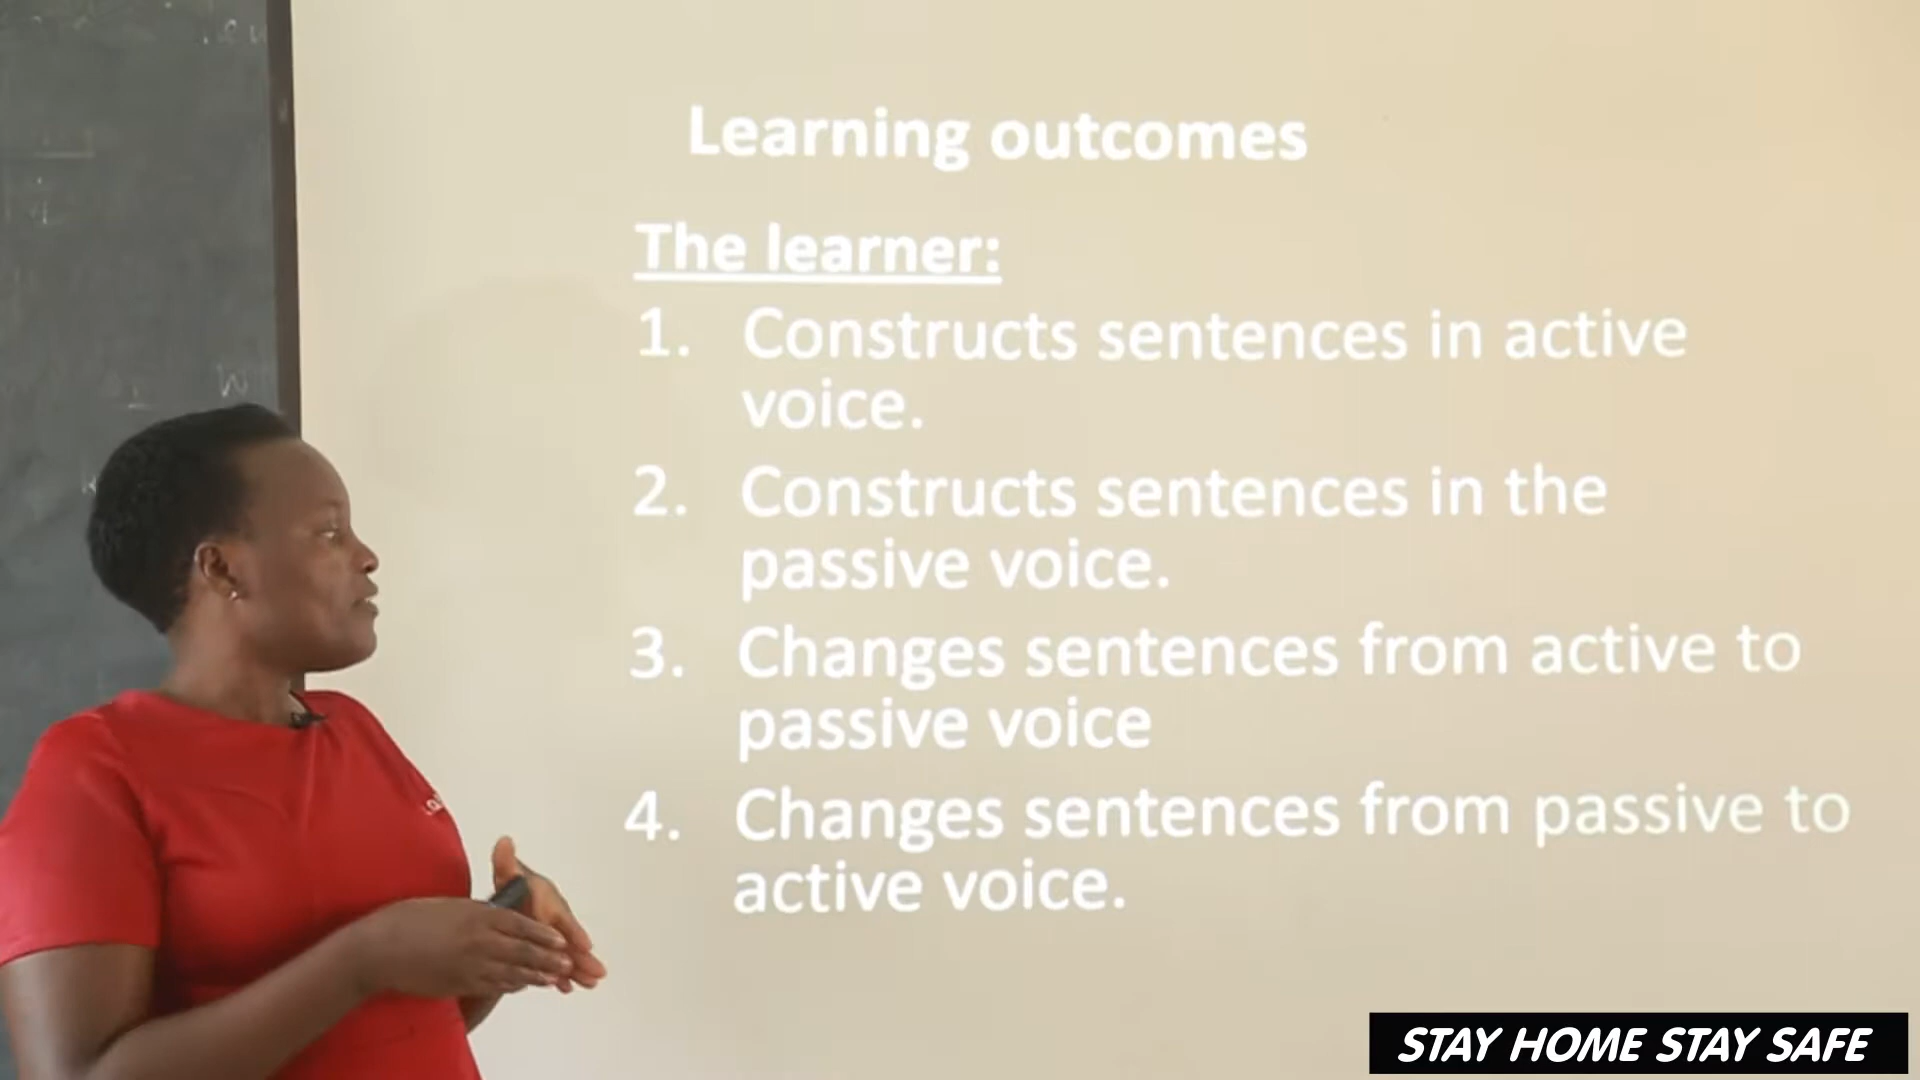 Learning outcomes
The learner:
1. Constructs sentences in active
voice.
2. Constructs sentences in the
passive voice.
3. Changes sentences from active to
passive voice
4. Changes sentences from passive to
active voice.
STAY HOME STAY SAFE